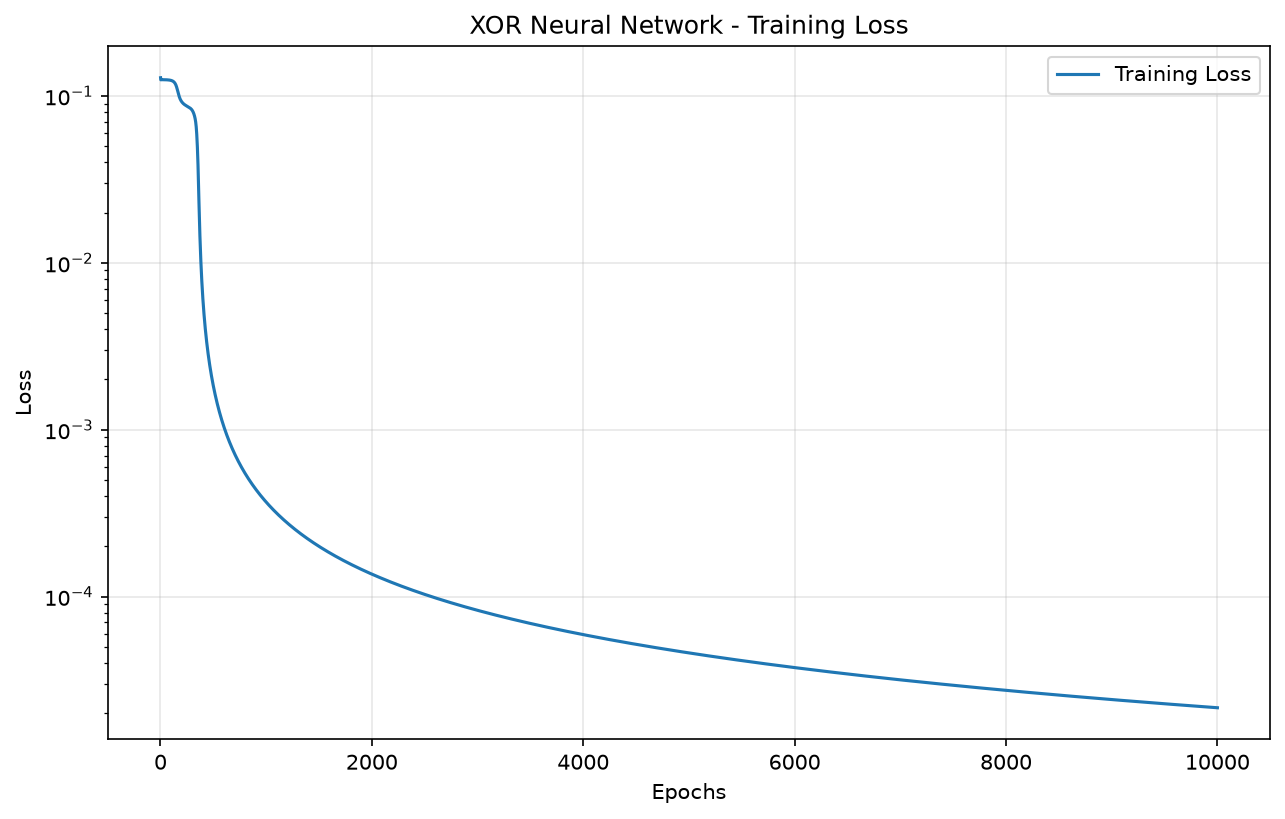 XOR Neural Network - Training Loss
Training Loss
Loss
10⁻¹
10⁻²
10⁻³
10⁻⁴
0 2000 4000 6000 8000 10000
Epochs